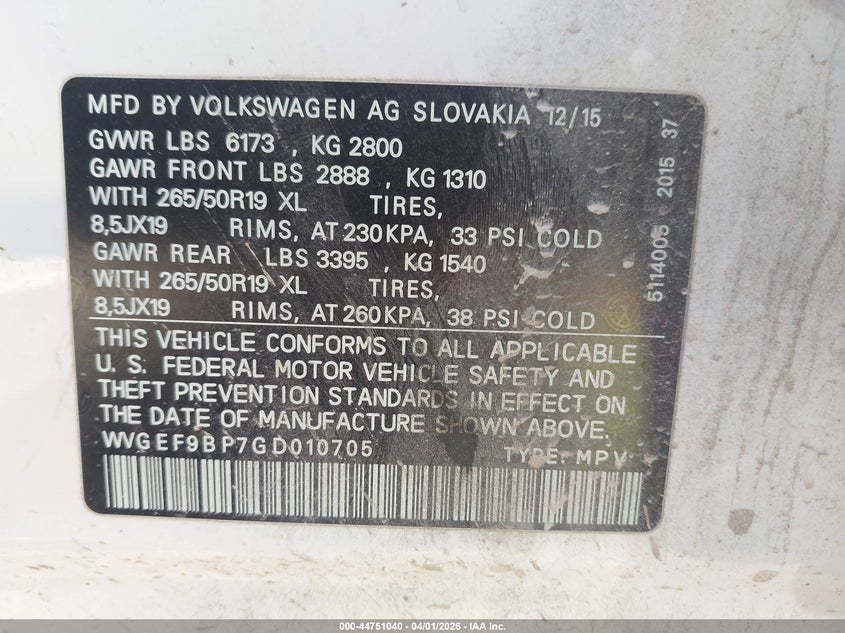 MFD BY VOLKSWAGEN AG SLOVAKIA 12/15
GVWR LBS 6173 , KG 2800
GAWR FRONT LBS 2888 , KG 1310
WITH 265/50R19 XL TIRES,
8,5JX19 RIMS, AT 230KPA, 33 PSI COLD
GAWR REAR LBS 3395 , KG 1540
WITH 265/50R19 XL TIRES,
8,5JX19 RIMS, AT 260KPA, 38 PSI COLD
THIS VEHICLE CONFORMS TO ALL APPLICABLE
U. S. FEDERAL MOTOR VEHICLE SAFETY AND
THEFT PREVENTION STANDARDS IN EFFECT ON
THE DATE OF MANUFACTURE SHOWN ABOVE.
WVGEF9BP7GD010705 TYPE: MPV
5114005 2015 37
000-44751040 - 04/01/2026 - IAA Inc.